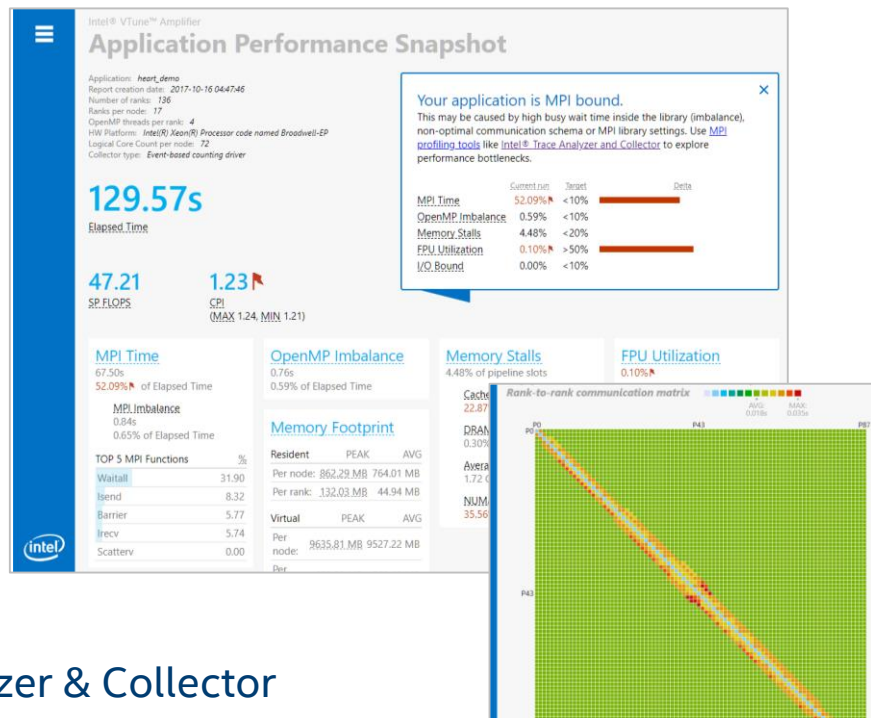 Intel® VTune™ Amplifier
Application Performance Snapshot
Application: heart_demo
Report creation date: 2017-10-16 04:47:46
Number of ranks: 136
Ranks per node: 17
OpenMP threads per rank: 4
HW Platform: Intel(R) Xeon(R) Processor code named Broadwell-EP
Logical Core Count per node: 72
Collector type: Event-based counting driver
129.57s
Elapsed Time
47.21
SP FLOPS
1.23
CPI
(MAX 1.24, MIN 1.21)
Your application is MPI bound.
This may be caused by high busy wait time inside the library (imbalance),
non-optimal communication schema or MPI library settings. Use MPI
profiling tools like Intel® Trace Analyzer and Collector to explore
performance bottlenecks.
Current run Target Delta
MPI Time 52.09% <10%
OpenMP Imbalance 0.59% <10%
Memory Stalls 4.48% <20%
FPU Utilization 0.10% >50%
I/O Bound 0.00% <10%
MPI Time
67.50s
52.09% of Elapsed Time
MPI Imbalance
0.84s
0.65% of Elapsed Time
TOP 5 MPI Functions %
Waitall 31.90
Isend 8.32
Barrier 5.77
Irecv 5.74
Scatterv 0.00
OpenMP Imbalance
0.76s
0.59% of Elapsed Time
Memory Footprint
Resident PEAK AVG
Per node: 862.29 MB 764.01 MB
Per rank: 132.03 MB 44.94 MB
Virtual PEAK AVG
Per
node: 9635.81 MB 9527.22 MB
Per
Memory Stalls
4.48% of pipeline slots
Cache
22.87
DRAM
0.30%
Avera
1.72
NUMA
35.56
FPU Utilization
0.10%
Rank-to-rank communication matrix
AVG: MAX:
0.018s 0.035s
P0 P43 P87
P0
P43
intel
zer & Collector